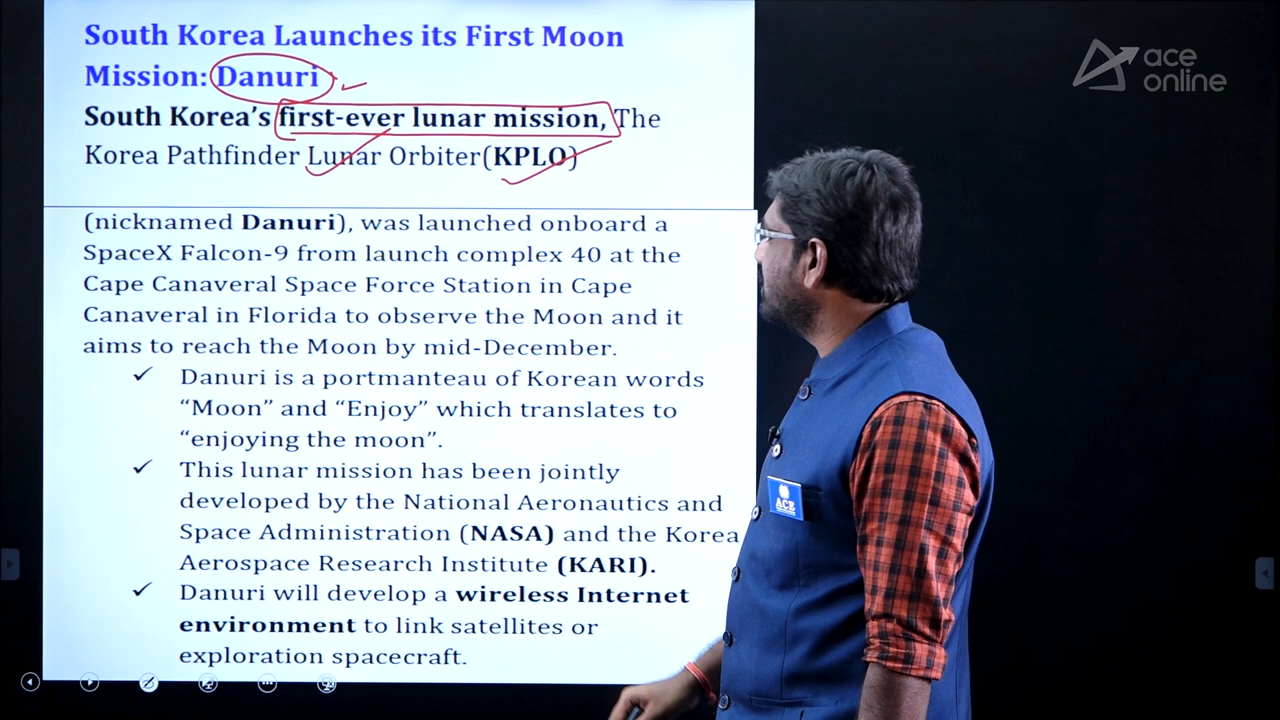 South Korea Launches its First Moon
Mission: Danuri
South Korea's first-ever lunar mission, The
Korea Pathfinder Lunar Orbiter(KPLO)
(nicknamed Danuri), was launched onboard a
SpaceX Falcon-9 from launch complex 40 at the
Cape Canaveral Space Force Station in Cape
Canaveral in Florida to observe the Moon and it
aims to reach the Moon by mid-December.
Danuri is a portmanteau of Korean words
“Moon” and “Enjoy” which translates to
“enjoying the moon”.
This lunar mission has been jointly
developed by the National Aeronautics and
Space Administration (NASA) and the Korea
Aerospace Research Institute (KARI).
Danuri will develop a wireless Internet
environment to link satellites or
exploration spacecraft.
ace
online
ACE